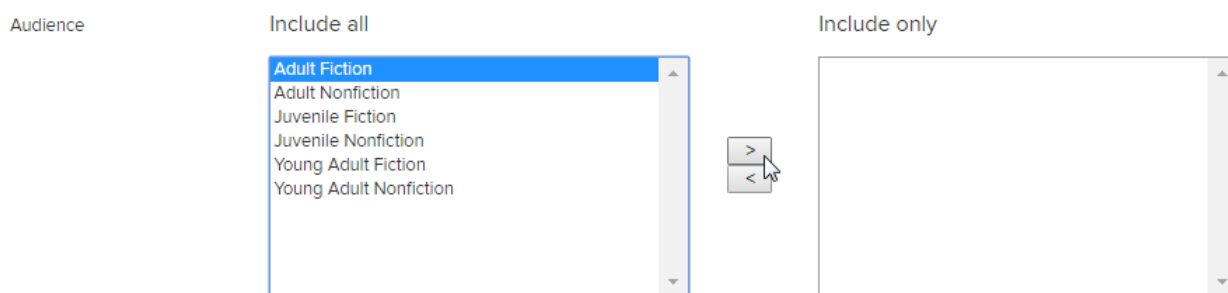 Audience
Include all
Include only
Adult Fiction
Adult Nonfiction
Juvenile Fiction
Juvenile Nonfiction
Young Adult Fiction
Young Adult Nonfiction
>
<